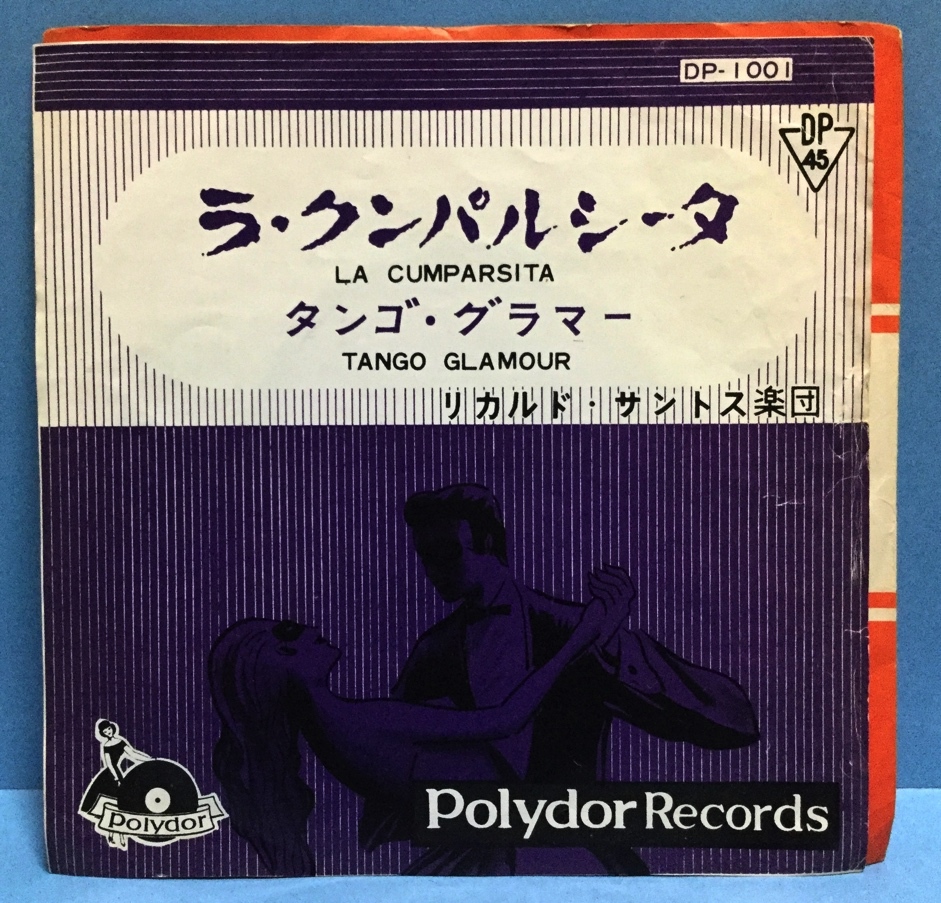 DP-1001
DP
45
ラ・クンパルシータ
LA CUMPARSITA
タンゴ・グラマー
TANGO GLAMOUR
リカルド・サントス楽団
Polydor
Polydor Records